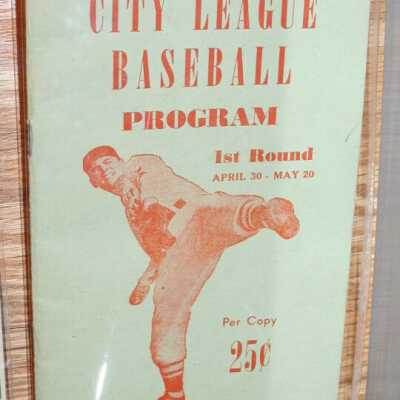 CITY LEAGUE
BASEBALL
PROGRAM
1st Round
APRIL 30 - MAY 20
Per Copy
25¢